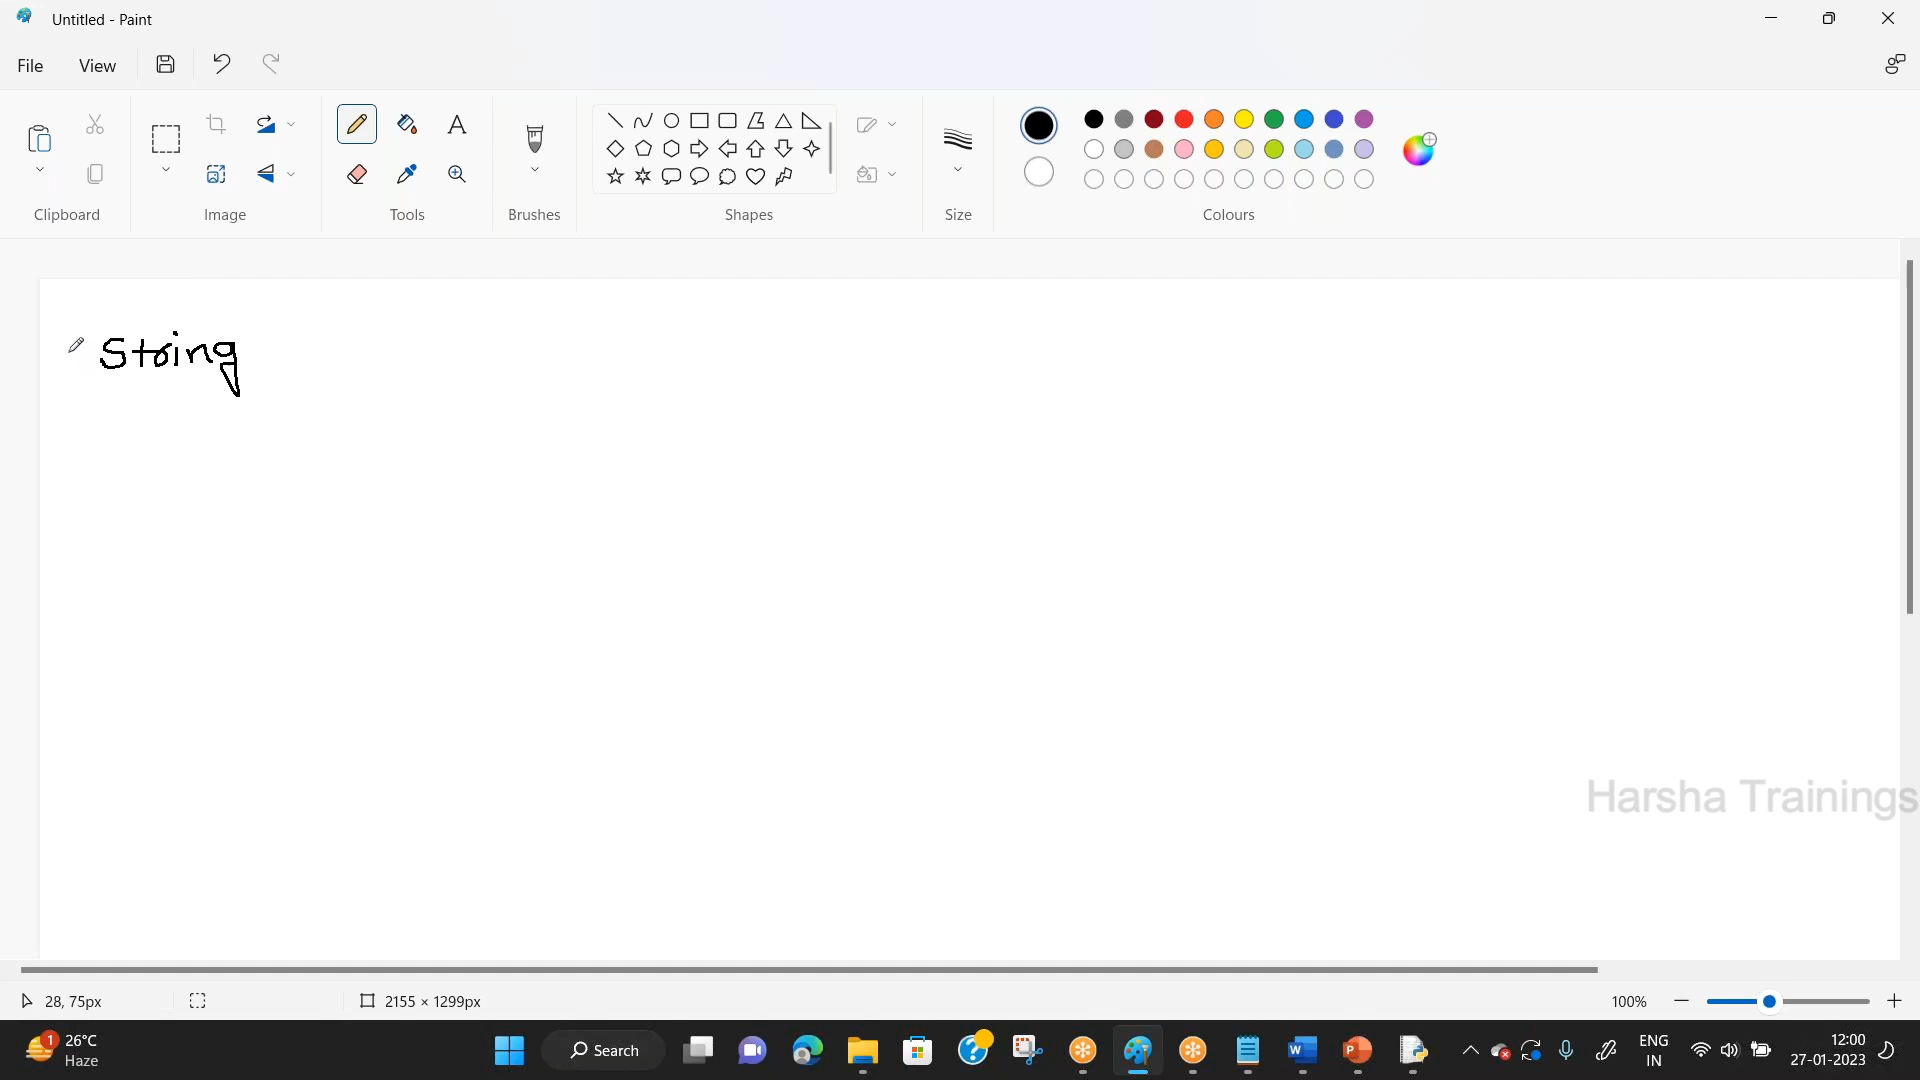 Untitled - Paint
File View
Clipboard Image Tools Brushes Shapes Size Colours
String
Harsha Trainings
28, 75px 2155 × 1299px 100%
1 26°C Haze
Search
ENG IN
12:00
27-01-2023